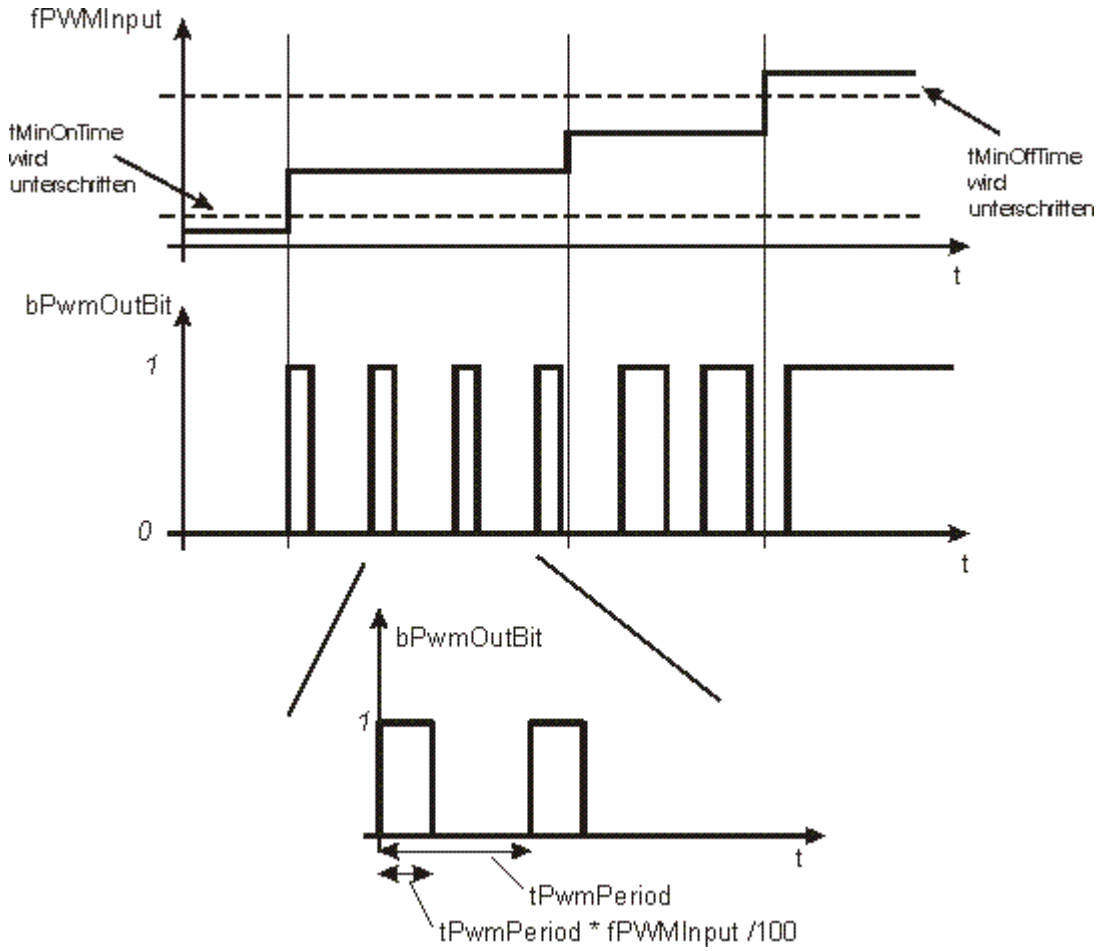 fPWMInput
tMinOnTime
wird
unterschritten
tMinOffTime
wird
unterschritten
t
bPwmOutBit
1
0
t
bPwmOutBit
1
t
tPwmPeriod
tPwmPeriod * fPWMInput /100